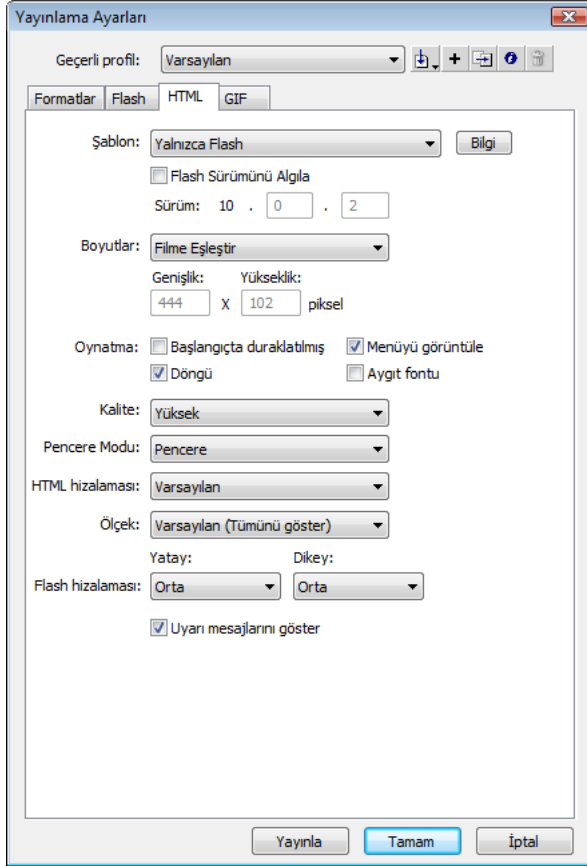 Yayınlama Ayarları
Geçerli profil: Varsayılan
Formatlar Flash HTML GIF
Şablon: Yalnızca Flash Bilgi
Flash Sürümünü Algıla
Sürüm: 10 . 0 . 2
Boyutlar: Filme Eşleştir
Genişlik: Yükseklik:
444 X 102 piksel
Oynatma: Başlangıçta duraklatılmış Menüyü görüntüle
Döngü Aygıt fontu
Kalite: Yüksek
Pencere Modu: Pencere
HTML hizalaması: Varsayılan
Ölçek: Varsayılan (Tümünü göster)
Yatay: Dikey:
Flash hizalaması: Orta Orta
Uyarı mesajlarını göster
Yayınla Tamam İptal